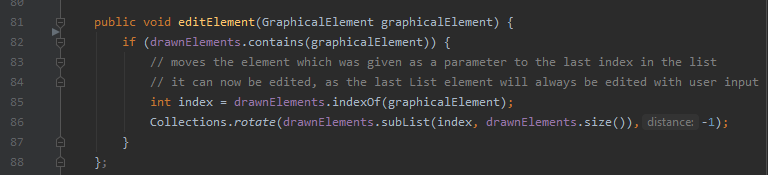 80
81 public void editElement(GraphicalElement graphicalElement) {
82 if (drawnElements.contains(graphicalElement)) {
83 // moves the element which was given as a parameter to the last index in the list
84 // it can now be edited, as the last List element will always be edited with user input
85 int index = drawnElements.indexOf(graphicalElement);
86 Collections.rotate(drawnElements.subList(index, drawnElements.size()), distance: -1);
87 }
88 };